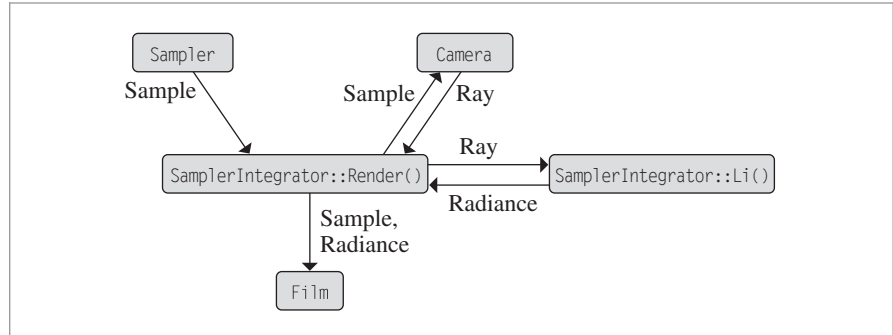 Sampler
Camera
Sample
Sample
Ray
SamplerIntegrator::Render()
Ray
SamplerIntegrator::Li()
Radiance
Sample,
Radiance
Film